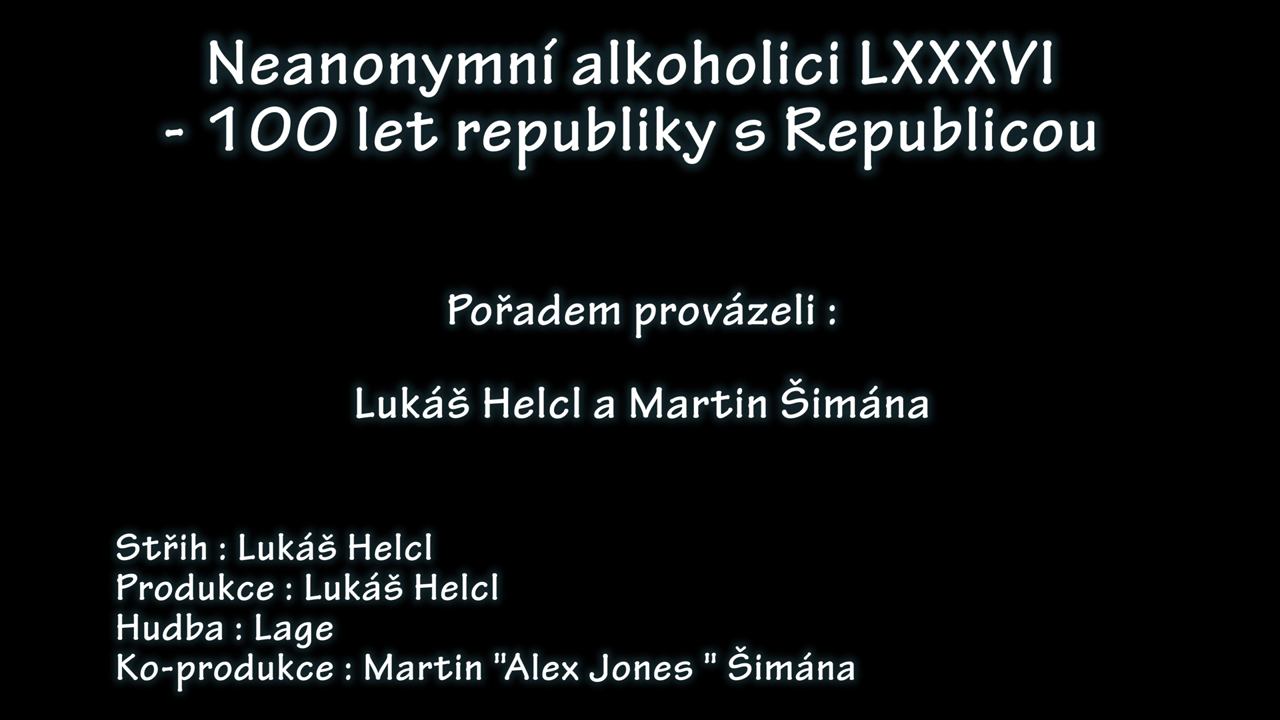 Neanonymní alkoholici LXXXVI
- 100 let republiky s Republicou
Pořadem provázeli :
Lukáš Helcl a Martin Šimána
Střih : Lukáš Helcl
Produkce : Lukáš Helcl
Hudba : Lage
Ko-produkce : Martin "Alex Jones " Šimána